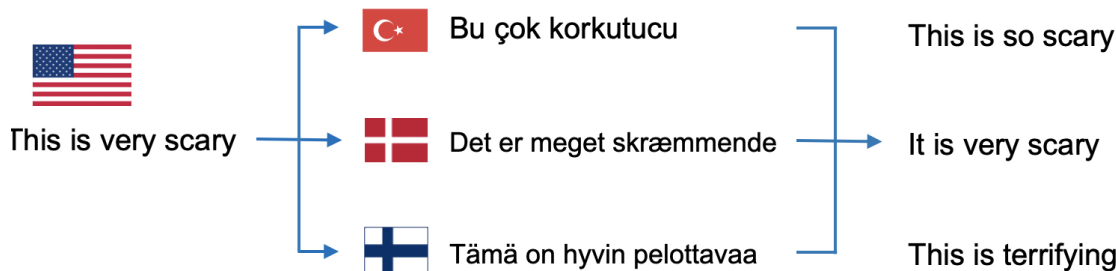 This is very scary
Bu çok korkutucu
Det er meget skræmmende
Tämä on hyvin pelottavaa
This is so scary
It is very scary
This is terrifying